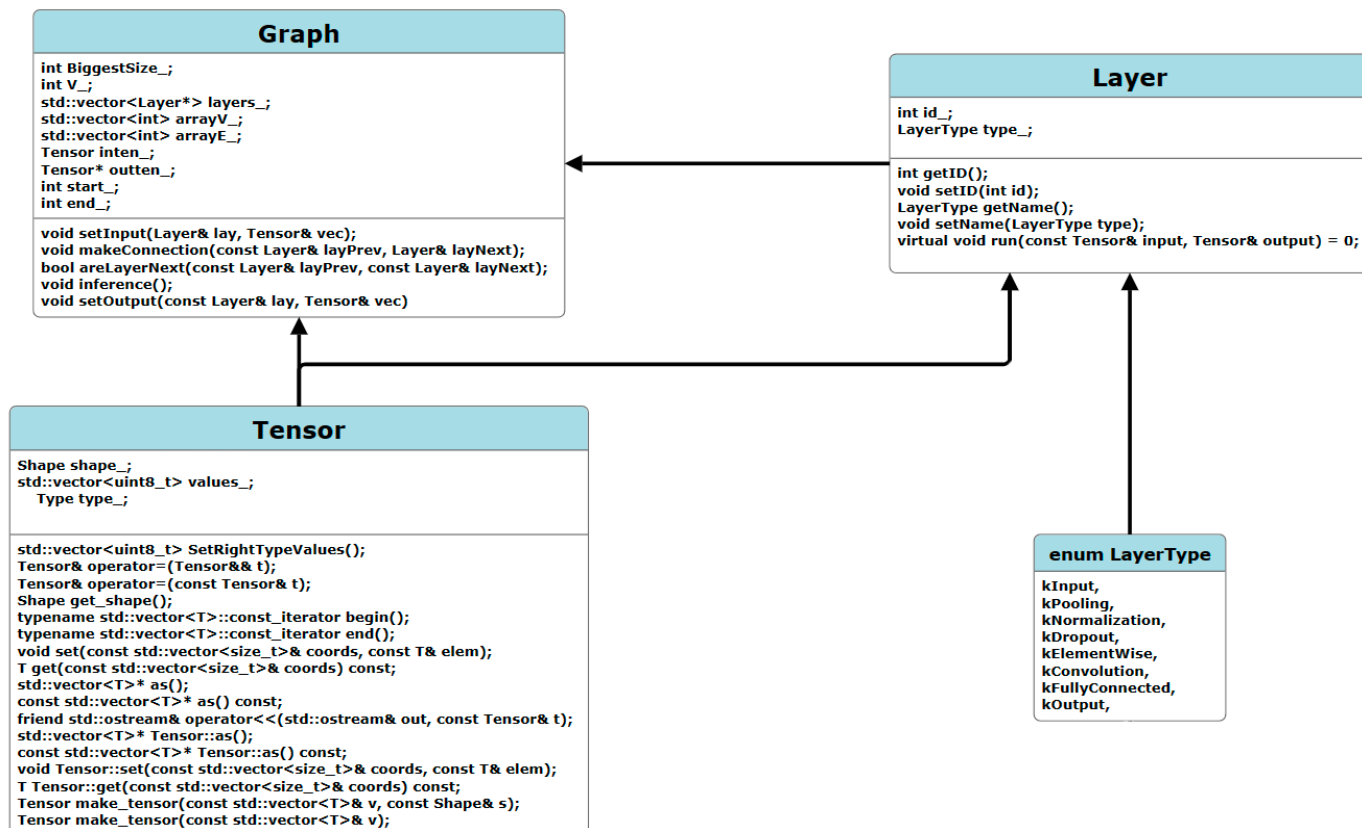 Graph
int BiggestSize_;
int V_;
std::vector<Layer*> layers_;
std::vector<int> arrayV_;
std::vector<int> arrayE_;
Tensor inten_;
Tensor* outten_;
int start_;
int end_;
void setInput(Layer& lay, Tensor& vec);
void makeConnection(const Layer& layPrev, Layer& layNext);
bool areLayerNext(const Layer& layPrev, const Layer& layNext);
void inference();
void setOutput(const Layer& lay, Tensor& vec)
Layer
int id_;
LayerType type_;
int getID();
void setID(int id);
LayerType getName();
void setName(LayerType type);
virtual void run(const Tensor& input, Tensor& output) = 0;
Tensor
Shape shape_;
std::vector<uint8_t> values_;
Type type_;
std::vector<uint8_t> SetRightTypeValues();
Tensor& operator=(Tensor&& t);
Tensor& operator=(const Tensor& t);
Shape get_shape();
typename std::vector<T>::const_iterator begin();
typename std::vector<T>::const_iterator end();
void set(const std::vector<size_t>& coords, const T& elem);
T get(const std::vector<size_t>& coords) const;
std::vector<T>* as();
const std::vector<T>* as() const;
friend std::ostream& operator<<(std::ostream& out, const Tensor& t);
std::vector<T>* Tensor::as();
const std::vector<T>* Tensor::as() const;
void Tensor::set(const std::vector<size_t>& coords, const T& elem);
T Tensor::get(const std::vector<size_t>& coords) const;
Tensor make_tensor(const std::vector<T>& v, const Shape& s);
Tensor make_tensor(const std::vector<T>& v);
enum LayerType
kInput,
kPooling,
kNormalization,
kDropout,
kElementWise,
kConvolution,
kFullyConnected,
kOutput,